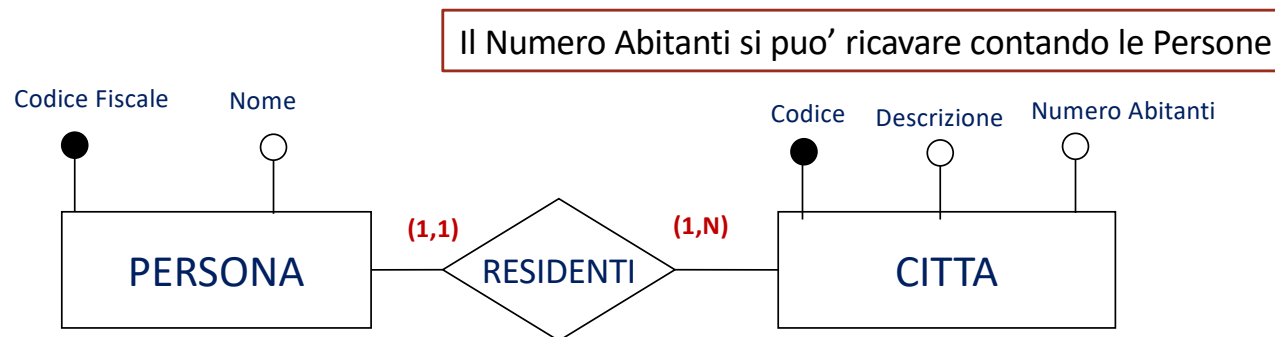 Il Numero Abitanti si puo’ ricavare contando le Persone
Codice Fiscale
Nome
Codice
Descrizione
Numero Abitanti
(1,1)
(1,N)
PERSONA
RESIDENTI
CITTA